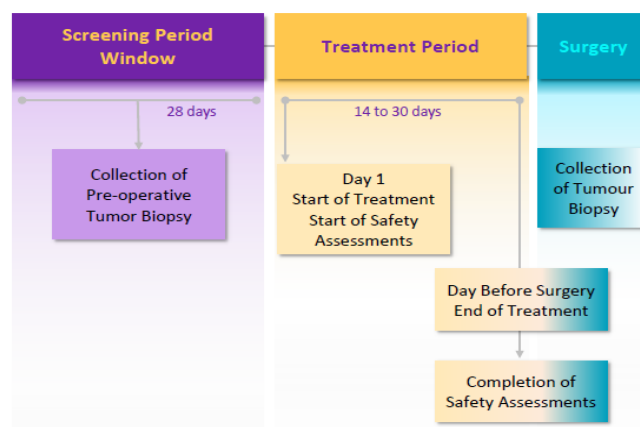 Screening Period
Window
Treatment Period
Surgery
28 days
14 to 30 days
Collection of
Pre-operative
Tumor Biopsy
Day 1
Start of Treatment
Start of Safety
Assessments
Collection
of Tumour
Biopsy
Day Before Surgery
End of Treatment
Completion of
Safety Assessments